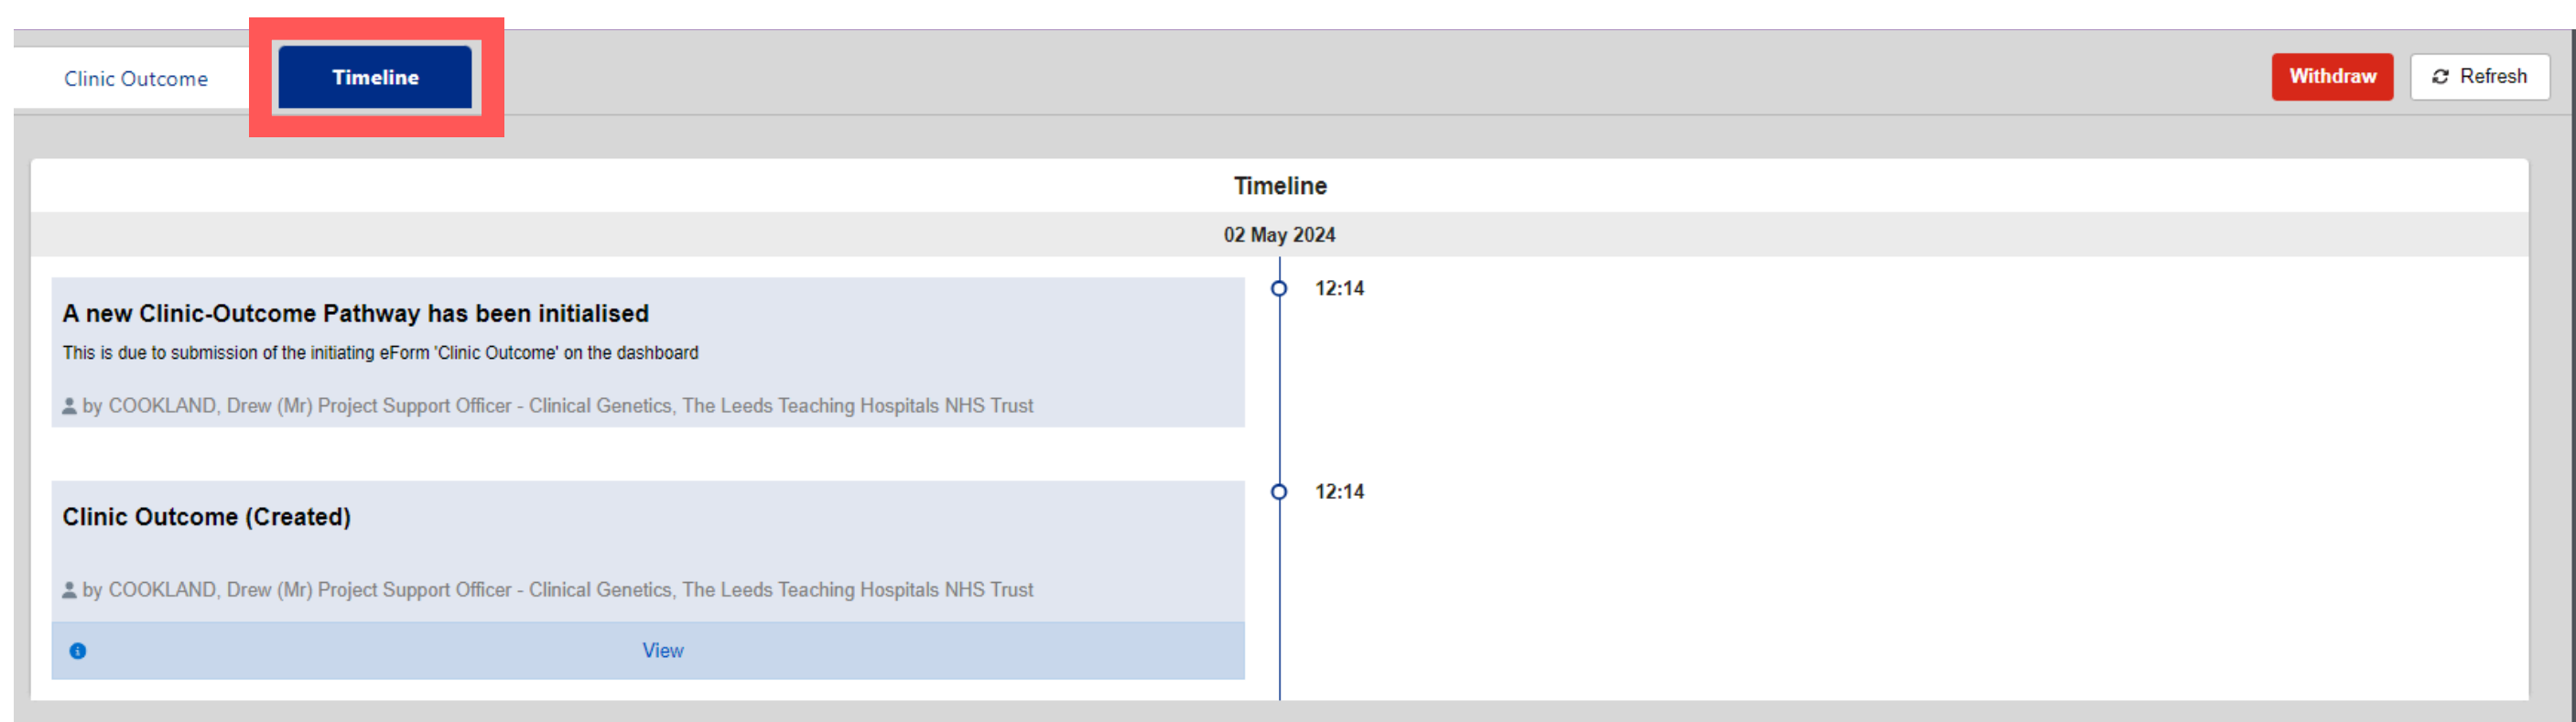 Clinic Outcome
Timeline
Withdraw
Refresh
Timeline
02 May 2024
A new Clinic-Outcome Pathway has been initialised
12:14
This is due to submission of the initiating eForm 'Clinic Outcome' on the dashboard
by COOKLAND, Drew (Mr) Project Support Officer - Clinical Genetics, The Leeds Teaching Hospitals NHS Trust
Clinic Outcome (Created)
12:14
by COOKLAND, Drew (Mr) Project Support Officer - Clinical Genetics, The Leeds Teaching Hospitals NHS Trust
View